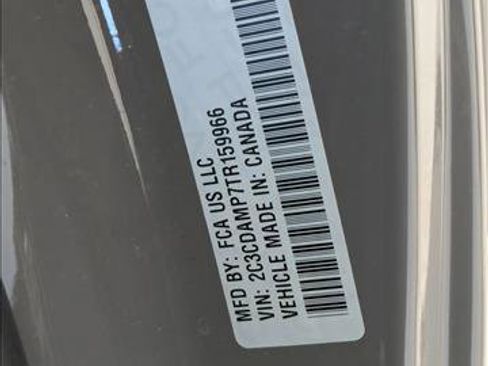 MFD BY: FCA US LLC
VIN: 2C3CDAMP7TR159966
VEHICLE MADE IN: CANADA